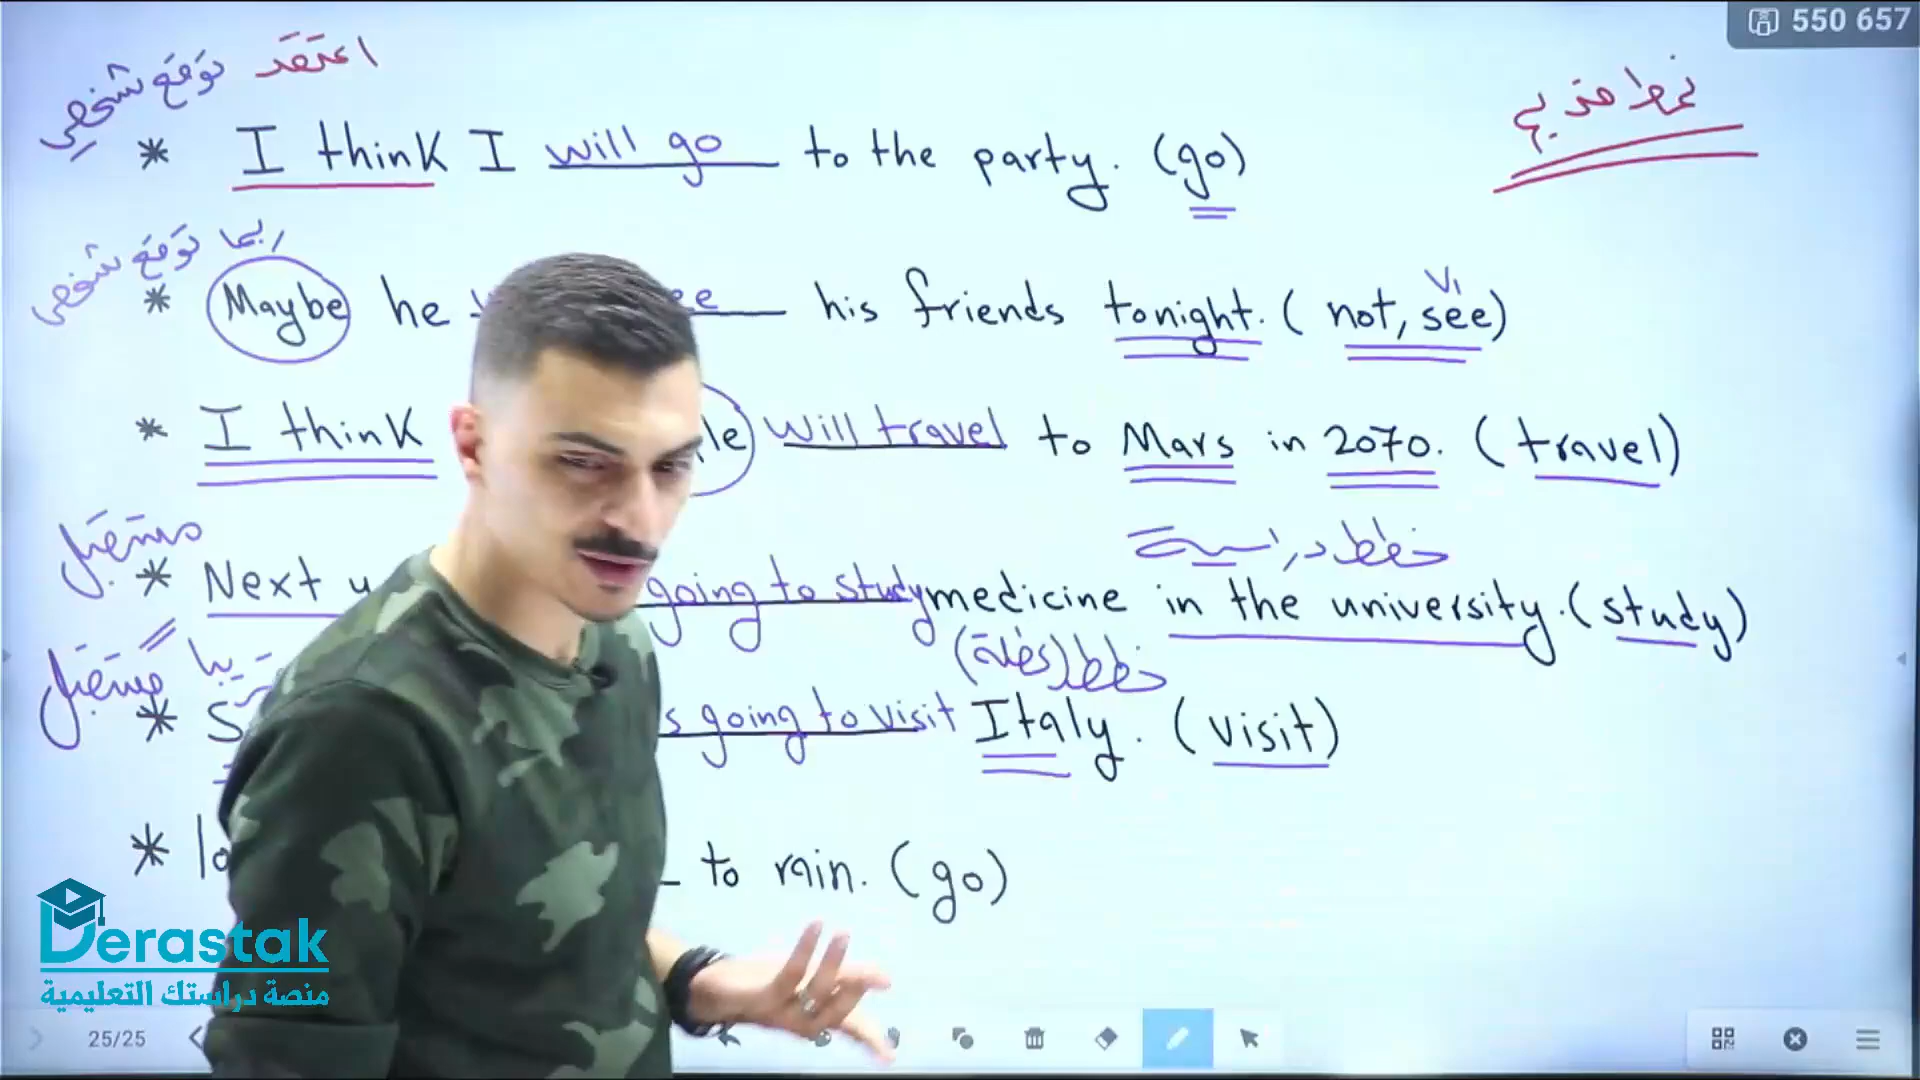 550 657
اعتقد توقع شخصي
* I think I will go to the party. (go)
ربما توقع شخصي
V1
* Maybe he his friends tonight. (not, see)
* I think will travel to Mars in 2070. (travel)
خطط دراسية
مستقبل
* Next going to study medicine in the university. (study)
خطط (عطلة)
مستقبل
* going to visit Italy. (visit)
* to rain. (go)
Derastak
منصة دراستك التعليمية
25/25